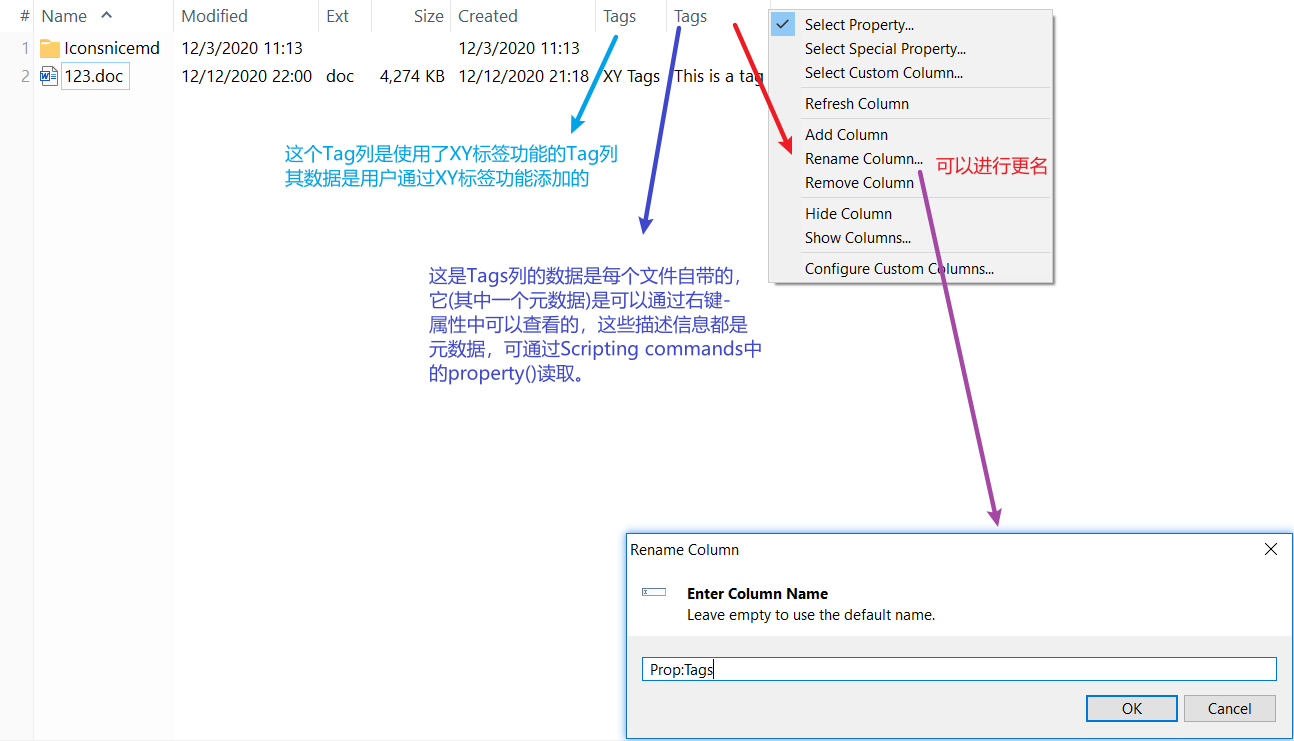 # Name Modified Ext Size Created Tags Tags
1 Iconsnicemd 12/3/2020 11:13 12/3/2020 11:13
2 123.doc 12/12/2020 22:00 doc 4,274 KB 12/12/2020 21:18 XY Tags This is a tag
Select Property...
Select Special Property...
Select Custom Column...
Refresh Column
Add Column
Rename Column...
Remove Column
Hide Column
Show Columns...
Configure Custom Columns...
可以进行更名
这个Tag列是使用了XY标签功能的Tag列
其数据是用户通过XY标签功能添加的
这是Tags列的数据是每个文件自带的，
它(其中一个元数据)是可以通过右键-
属性中可以查看的，这些描述信息都是
元数据，可通过Scripting commands中
的property()读取。
Rename Column
Enter Column Name
Leave empty to use the default name.
Prop:Tags
OK Cancel